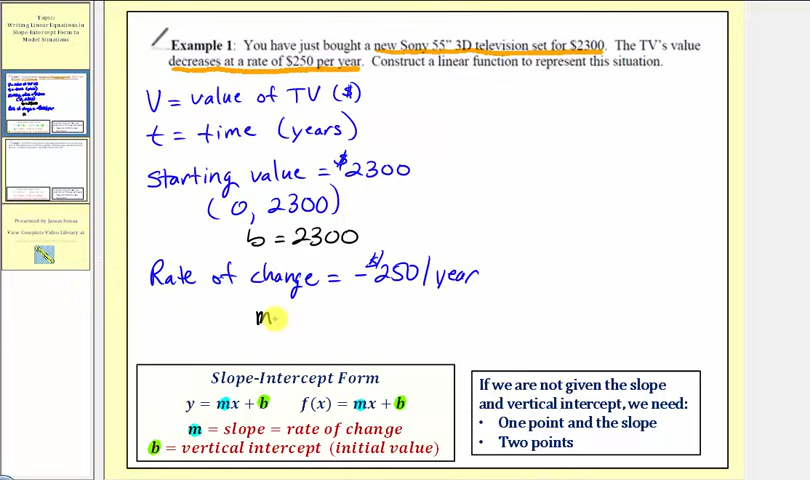 Topic:
Writing Linear Equations in
Slope-Intercept Form to
Model Situations
Presented by James Sousa
View Complete Video Library at
Example 1: You have just bought a new Sony 55" 3D television set for $2300. The TV's value
decreases at a rate of $250 per year. Construct a linear function to represent this situation.
V = value of TV ($)
t = time (years)
Starting value = $2300
(0, 2300)
b = 2300
Rate of change = -$250/year
m
Slope-Intercept Form
y = mx + b f(x) = mx + b
m = slope = rate of change
b = vertical intercept (initial value)
If we are not given the slope
and vertical intercept, we need:
• One point and the slope
• Two points